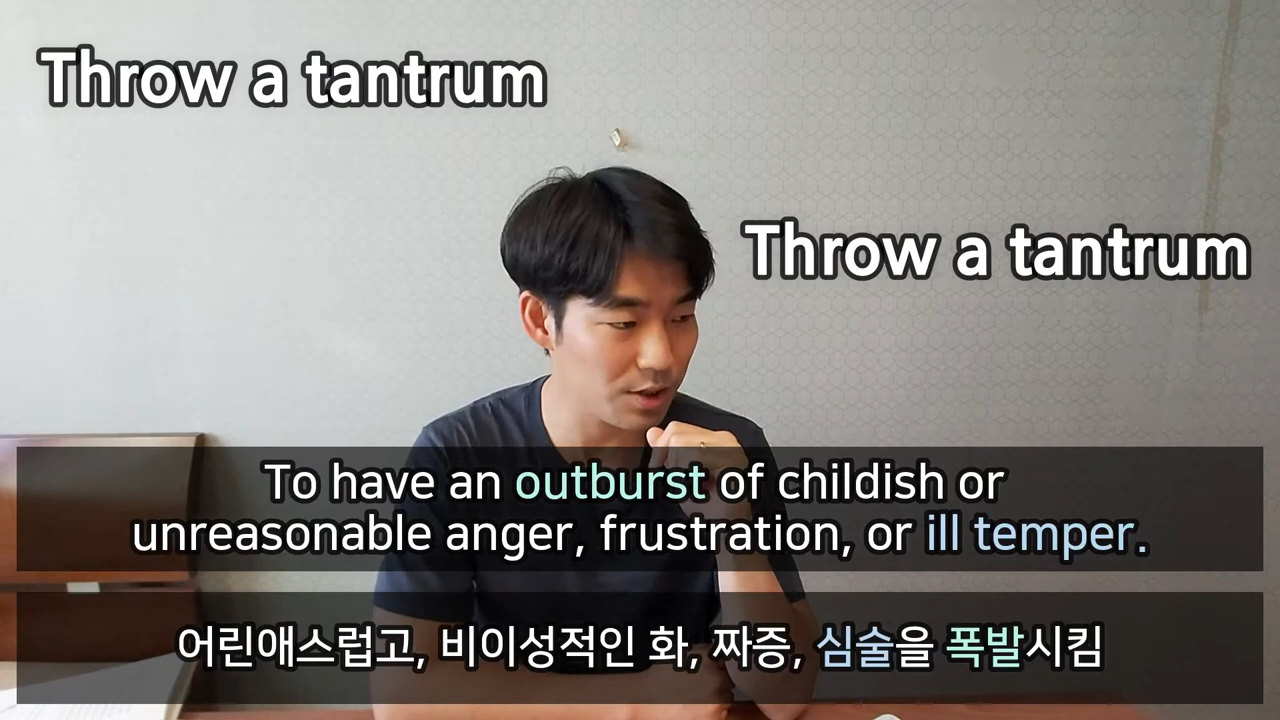 Throw a tantrum
Throw a tantrum
To have an outburst of childish or
unreasonable anger, frustration, or ill temper.
어린애스럽고, 비이성적인 화, 짜증, 심술을 폭발시킴